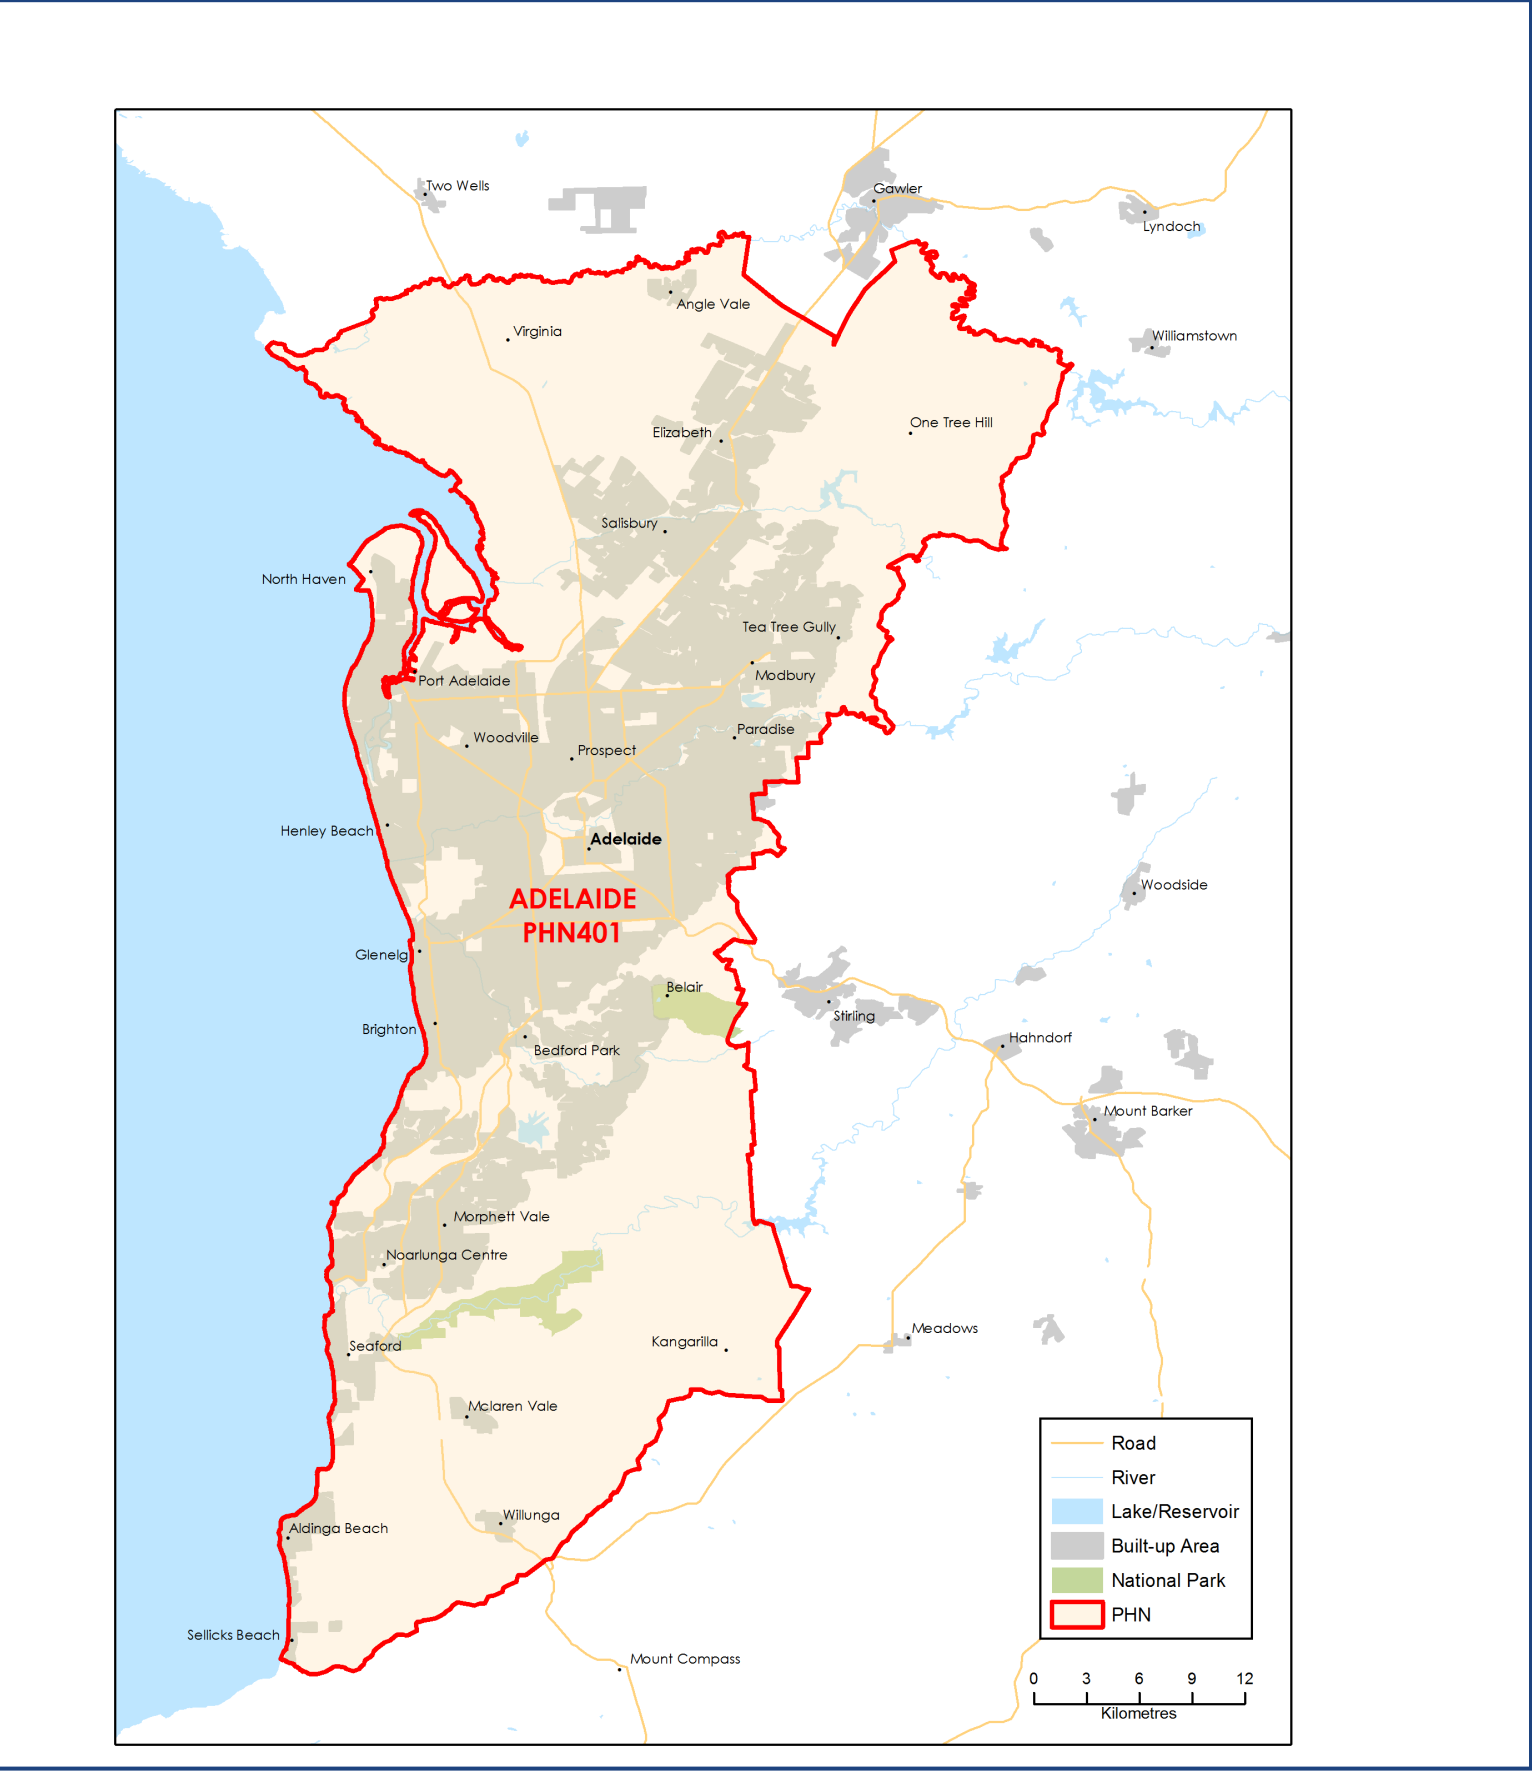 Two Wells
Gawler
Lyndoch
Angle Vale
Virginia
Williamstown
One Tree Hill
Elizabeth
Salisbury
North Haven
Tea Tree Gully
Modbury
Port Adelaide
Paradise
Woodville
Prospect
Henley Beach
Adelaide
Woodside
ADELAIDE
PHN401
Glenelg
Belair
Stirling
Brighton
Hahndorf
Bedford Park
Mount Barker
Morphett Vale
Noarlunga Centre
Meadows
Kangarilla
Seaford
Mclaren Vale
Willunga
Aldinga Beach
Sellicks Beach
Mount Compass
Road
River
Lake/Reservoir
Built-up Area
National Park
PHN
0 3 6 9 12
Kilometres